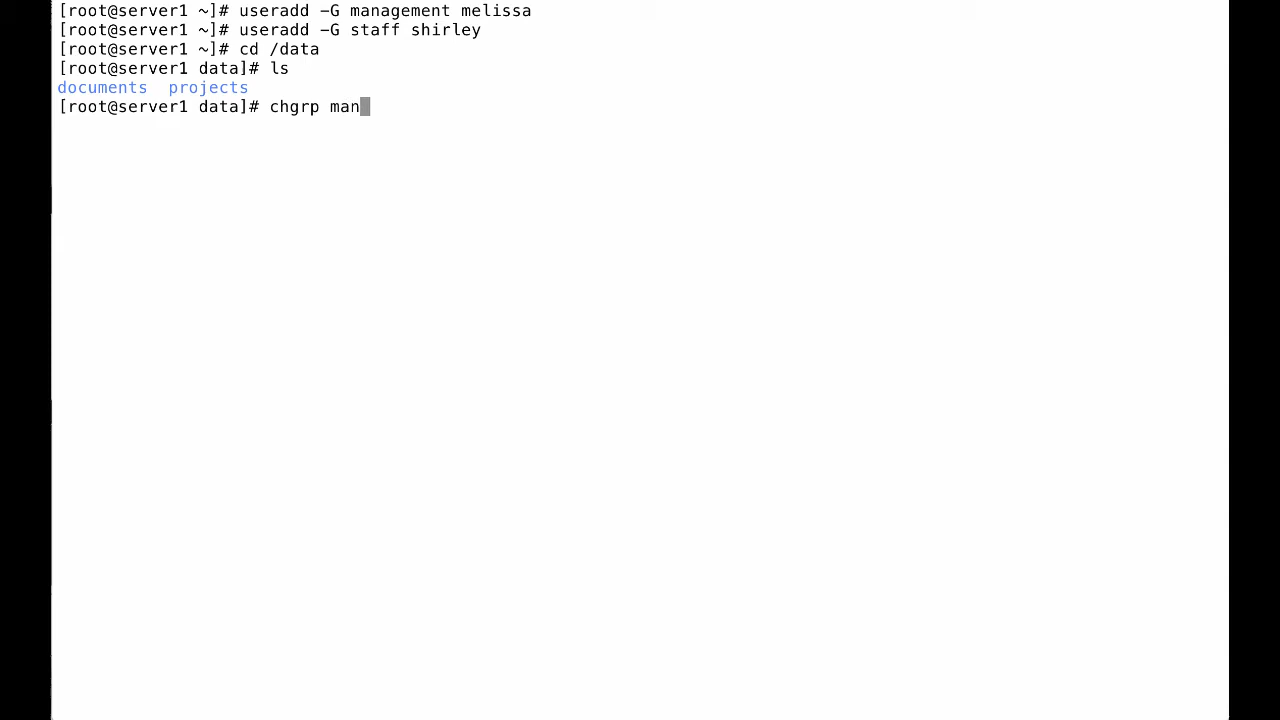 [root@server1 ~]# useradd -G management melissa
[root@server1 ~]# useradd -G staff shirley
[root@server1 ~]# cd /data
[root@server1 data]# ls
documents  projects
[root@server1 data]# chgrp man